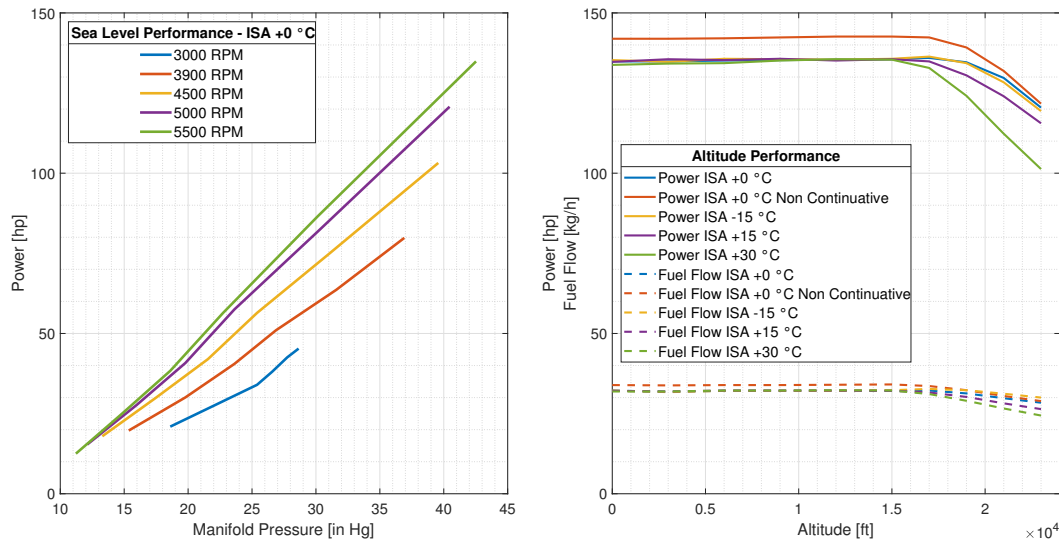 Sea Level Performance - ISA +0 °C
3000 RPM
3900 RPM
4500 RPM
5000 RPM
5500 RPM
150
100
50
0
Power [hp]
10 15 20 25 30 35 40 45
Manifold Pressure [in Hg]
150
100
50
0
Power [hp]
Fuel Flow [kg/h]
Altitude Performance
Power ISA +0 °C
Power ISA +0 °C Non Continuative
Power ISA -15 °C
Power ISA +15 °C
Power ISA +30 °C
Fuel Flow ISA +0 °C
Fuel Flow ISA +0 °C Non Continuative
Fuel Flow ISA -15 °C
Fuel Flow ISA +15 °C
Fuel Flow ISA +30 °C
0 0.5 1 1.5 2
Altitude [ft]
×10⁴